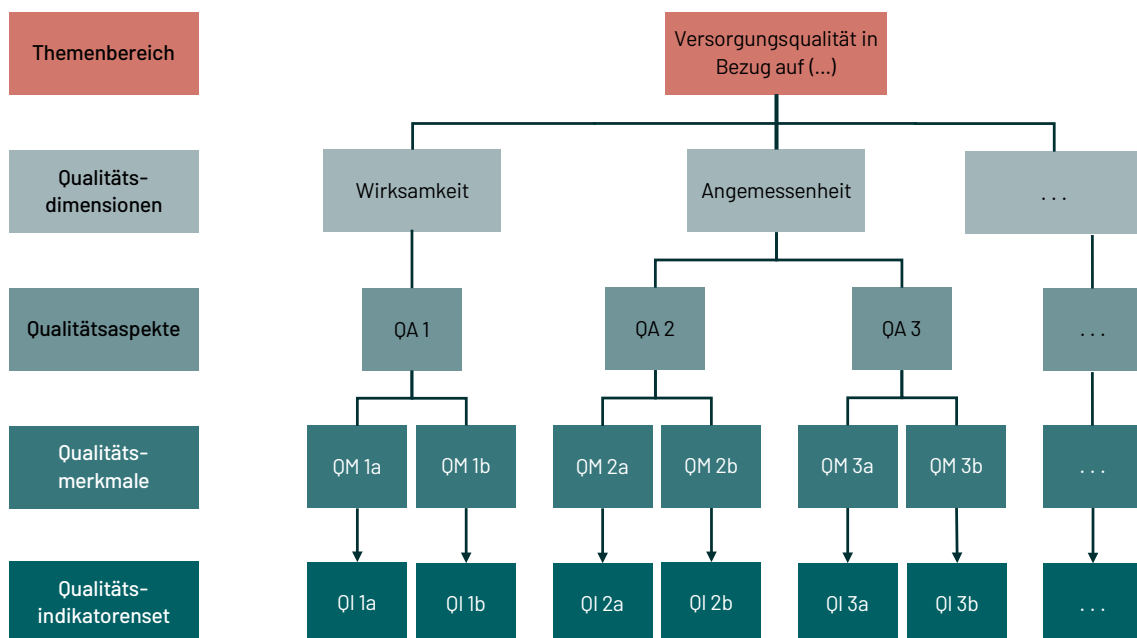 Themenbereich
Versorgungsqualität in
Bezug auf (...)
Qualitäts-
dimensionen
Wirksamkeit
Angemessenheit
. . .
Qualitätsaspekte
QA 1
QA 2
QA 3
. . .
Qualitäts-
merkmale
QM 1a
QM 1b
QM 2a
QM 2b
QM 3a
QM 3b
. . .
Qualitäts-
indikatorenset
QI 1a
QI 1b
QI 2a
QI 2b
QI 3a
QI 3b
. . .